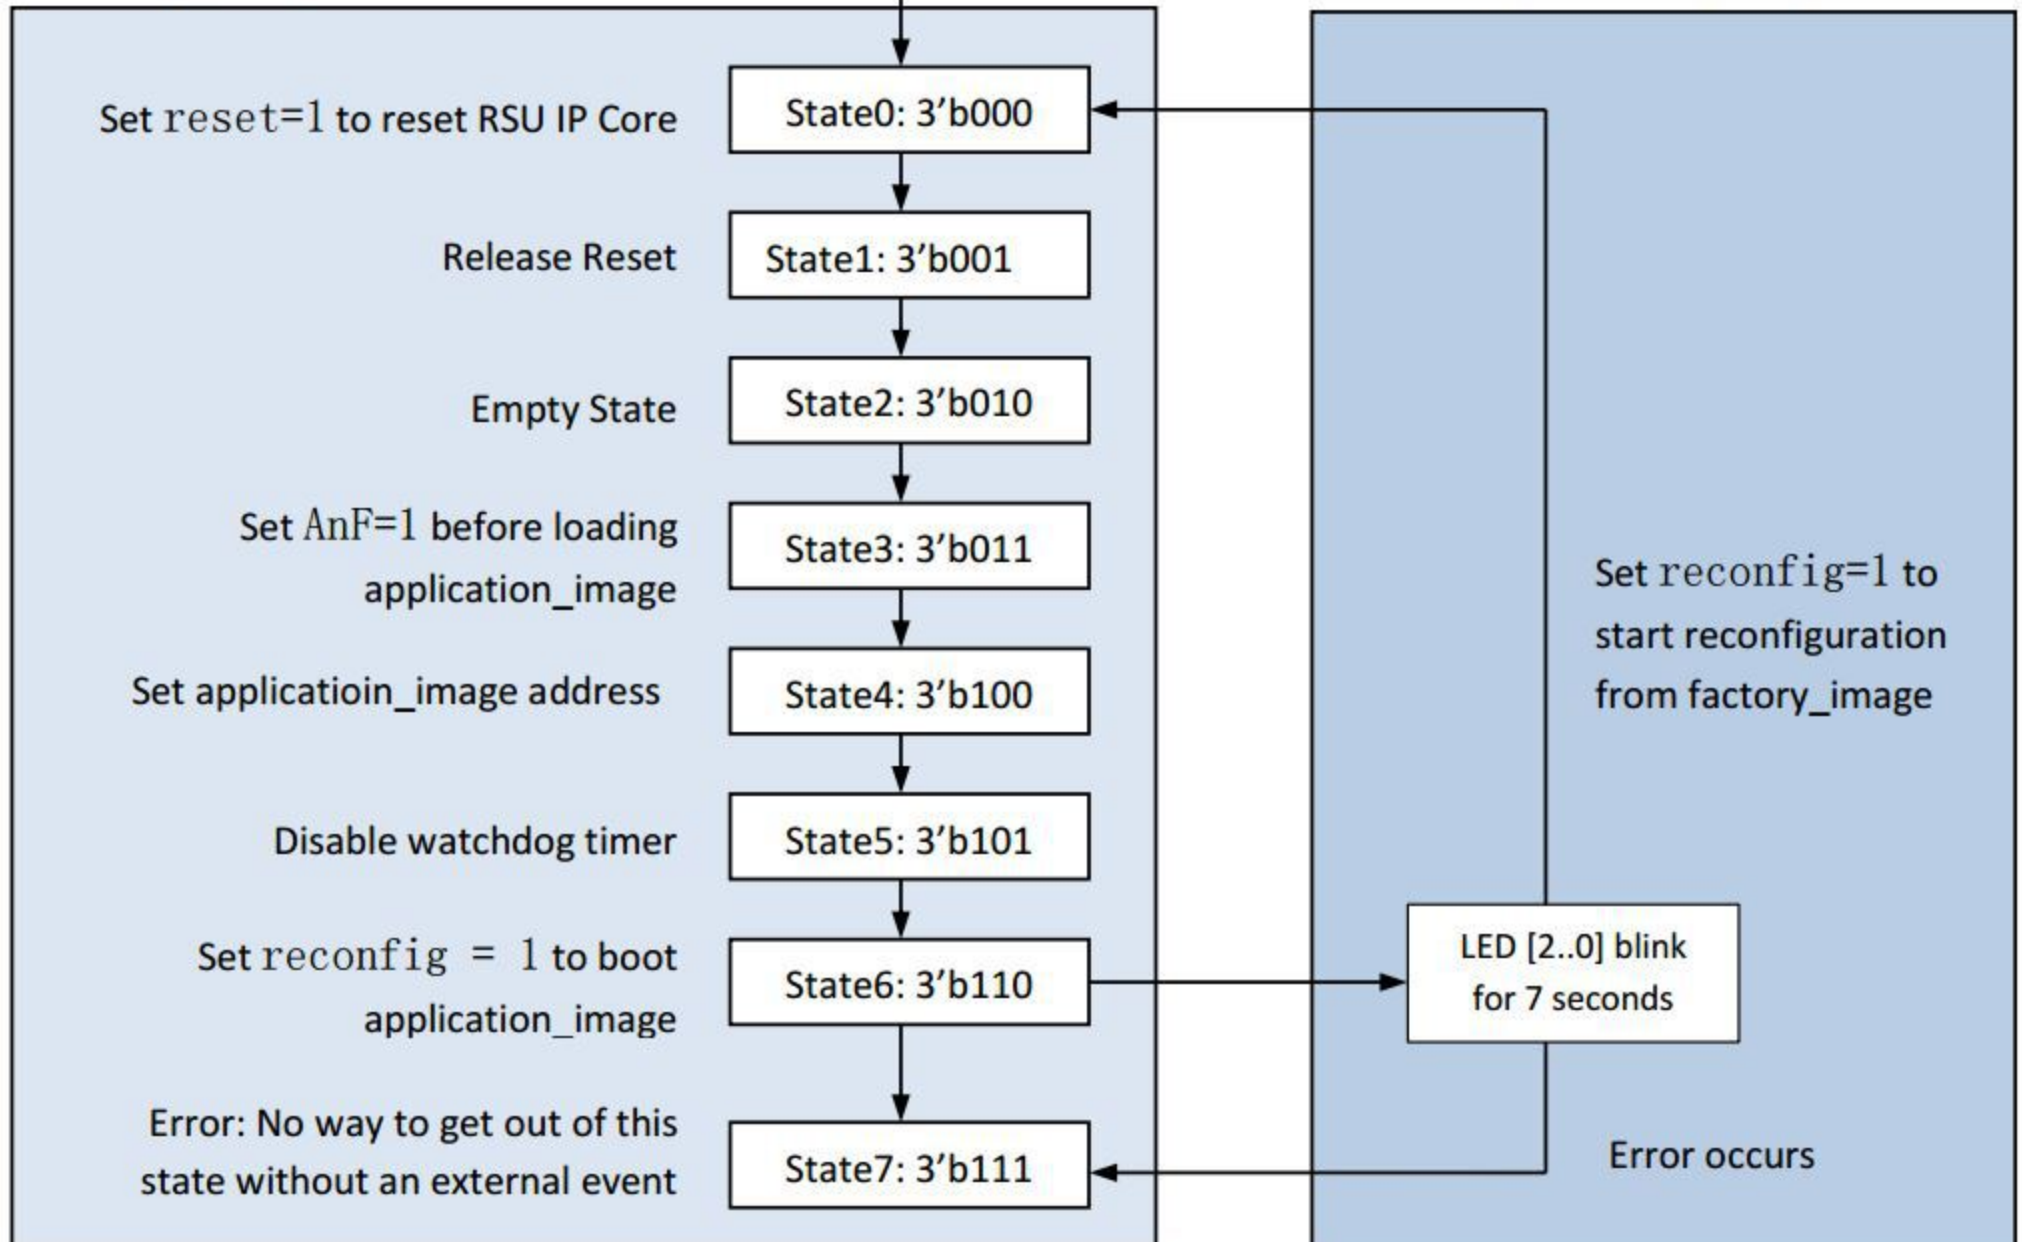 Set reset=1 to reset RSU IP Core
State0: 3’b000
Release Reset
State1: 3’b001
Empty State
State2: 3’b010
Set AnF=1 before loading
application_image
State3: 3’b011
Set applicatioin_image address
State4: 3’b100
Disable watchdog timer
State5: 3’b101
Set reconfig = 1 to boot
application_image
State6: 3’b110
Error: No way to get out of this
state without an external event
State7: 3’b111
Set reconfig=1 to
start reconfiguration
from factory_image
LED [2..0] blink
for 7 seconds
Error occurs